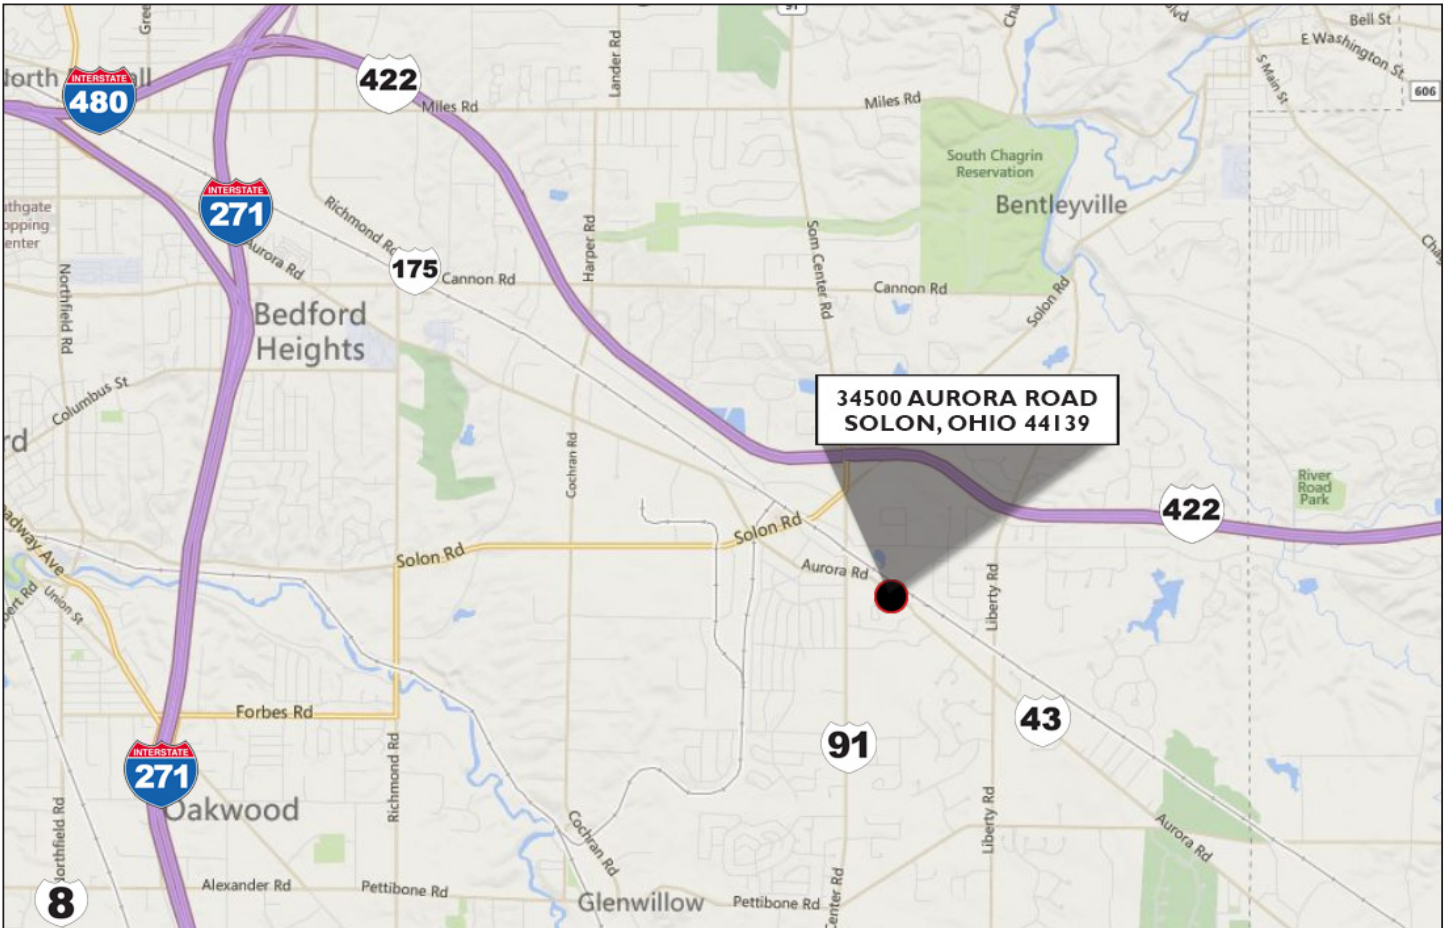 Bell St
E Washington St
S Main St
606
Lander Rd
INTERSTATE
480
422
Miles Rd
Miles Rd
South Chagrin
Reservation
Bentleyville
INTERSTATE
271
Richmond Rd
Aurora Rd
175
Cannon Rd
Harper Rd
Som Center Rd
Cannon Rd
Solon Rd
Northfield Rd
Bedford
Heights
Columbus St
34500 AURORA ROAD
SOLON, OHIO 44139
Cochran Rd
River
Road
Park
422
Solon Rd
Solon Rd
Aurora Rd
Liberty Rd
Union St
Forbes Rd
Richmond Rd
INTERSTATE
271
Oakwood
91
43
Liberty Rd
Aurora Rd
Cochran Rd
8
Alexander Rd
Pettibone Rd
Glenwillow
Pettibone Rd